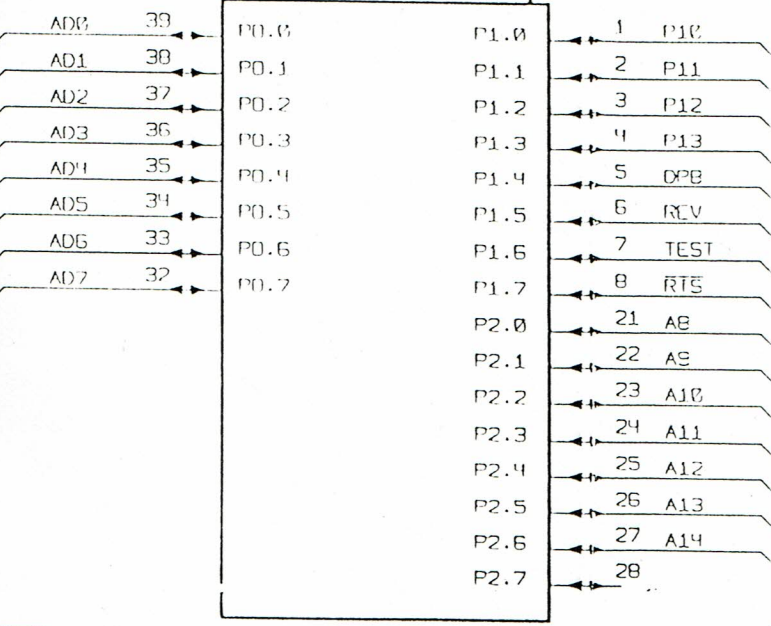 AD0 39 P0.0 P1.0 1 P10
AD1 38 P0.1 P1.1 2 P11
AD2 37 P0.2 P1.2 3 P12
AD3 36 P0.3 P1.3 4 P13
AD4 35 P0.4 P1.4 5 DPB
AD5 34 P0.5 P1.5 6 REV
AD6 33 P0.6 P1.6 7 TEST
AD7 32 P0.7 P1.7 8 R̅T̅S̅
P2.0 21 A8
P2.1 22 A9
P2.2 23 A10
P2.3 24 A11
P2.4 25 A12
P2.5 26 A13
P2.6 27 A14
P2.7 28